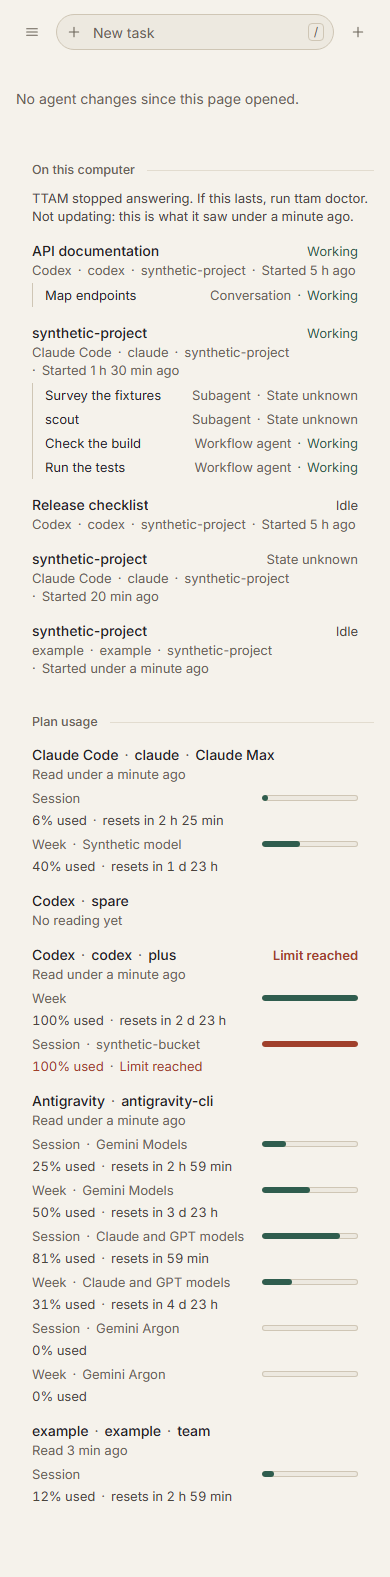 New task /
No agent changes since this page opened.
On this computer
TTAM stopped answering. If this lasts, run ttam doctor.
Not updating: this is what it saw under a minute ago.
API documentation Working
Codex · codex · synthetic-project · Started 5 h ago
Map endpoints Conversation · Working
synthetic-project Working
Claude Code · claude · synthetic-project
· Started 1 h 30 min ago
Survey the fixtures Subagent · State unknown
scout Subagent · State unknown
Check the build Workflow agent · Working
Run the tests Workflow agent · Working
Release checklist Idle
Codex · codex · synthetic-project · Started 5 h ago
synthetic-project State unknown
Claude Code · claude · synthetic-project
· Started 20 min ago
synthetic-project Idle
example · example · synthetic-project
· Started under a minute ago
Plan usage
Claude Code · claude · Claude Max
Read under a minute ago
Session
6% used · resets in 2 h 25 min
Week · Synthetic model
40% used · resets in 1 d 23 h
Codex · spare
No reading yet
Codex · codex · plus Limit reached
Read under a minute ago
Week
100% used · resets in 2 d 23 h
Session · synthetic-bucket
100% used · Limit reached
Antigravity · antigravity-cli
Read under a minute ago
Session · Gemini Models
25% used · resets in 2 h 59 min
Week · Gemini Models
50% used · resets in 3 d 23 h
Session · Claude and GPT models
81% used · resets in 59 min
Week · Claude and GPT models
31% used · resets in 4 d 23 h
Session · Gemini Argon
0% used
Week · Gemini Argon
0% used
example · example · team
Read 3 min ago
Session
12% used · resets in 2 h 59 min